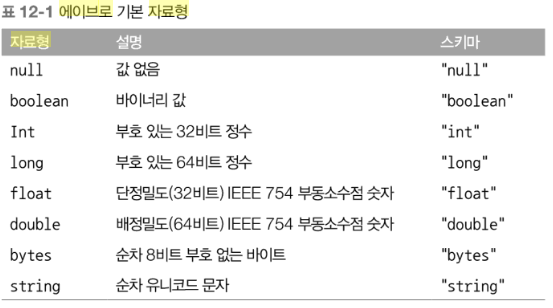 표 12-1 에이브로 기본 자료형
자료형 설명 스키마
null 값 없음 "null"
boolean 바이너리 값 "boolean"
Int 부호 있는 32비트 정수 "int"
long 부호 있는 64비트 정수 "long"
float 단정밀도(32비트) IEEE 754 부동소수점 숫자 "float"
double 배정밀도(64비트) IEEE 754 부동소수점 숫자 "double"
bytes 순차 8비트 부호 없는 바이트 "bytes"
string 순차 유니코드 문자 "string"